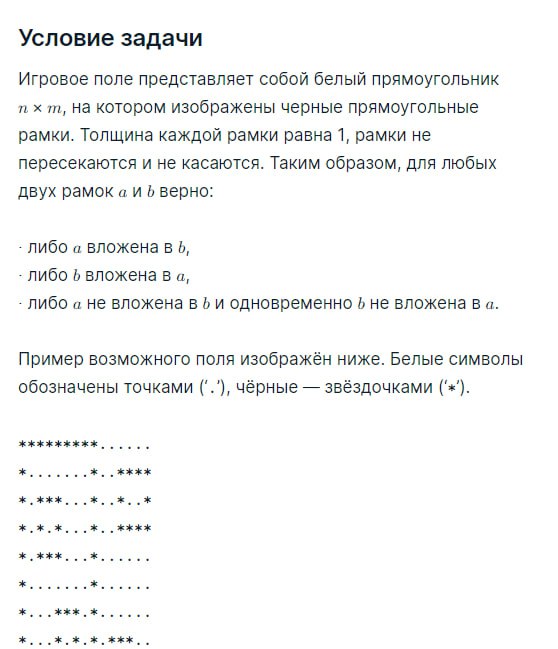 Условие задачи
Игровое поле представляет собой белый прямоугольник
n × m, на котором изображены черные прямоугольные
рамки. Толщина каждой рамки равна 1, рамки не
пересекаются и не касаются. Таким образом, для любых
двух рамок a и b верно:
· либо a вложена в b,
· либо b вложена в a,
· либо a не вложена в b и одновременно b не вложена в a.
Пример возможного поля изображён ниже. Белые символы
обозначены точками (‘.’), чёрные — звёздочками (‘*’).
*********......
*.......*..****
*.***...*..*..*
*.*.*...*..****
*.***...*......
*.......*......
*...***.*......
*...*.*.*.***..